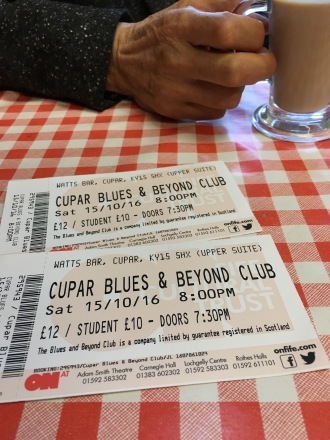 WATTS BAR, CUPAR, KY15 5HX (UPPER SUITE)
CUPAR BLUES & BEYOND CLUB
Sat 15/10/16 8:00PM
£12 / STUDENT £10 - DOORS 7:30PM
The Blues and Beyond Club is a company limited by guarantee registered in Scotland
WATTS BAR, CUPAR, KY15 5HX (UPPER SUITE)
CUPAR BLUES & BEYOND CLUB
Sat 15/10/16 8:00PM
£12 / STUDENT £10 - DOORS 7:30PM
The Blues and Beyond Club is a company limited by guarantee registered in Scotland
ON AT
Adam Smith Theatre
01592 583302
Carnegie Hall
01383 602302
Lochgelly Centre
01592 583303
Rothes Halls
01592 611101
onfife.com